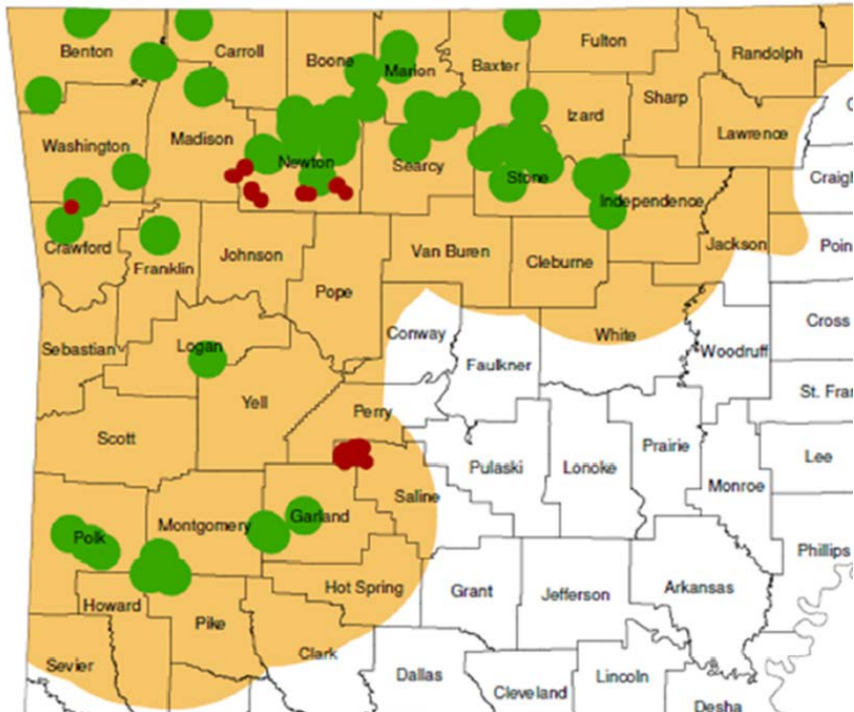 Benton
Carroll
Boone
Marion
Baxter
Fulton
Randolph
Izard
Sharp
Lawrence
Washington
Madison
Newton
Searcy
Stone
Independence
Craigh
Jackson
Poin
Crawford
Franklin
Johnson
Pope
Van Buren
Cleburne
White
Conway
Cross
Woodruff
Sebastian
Logan
Faulkner
St. Fran
Yell
Perry
Scott
Prairie
Lee
Pulaski
Lonoke
Monroe
Saline
Polk
Montgomery
Garland
Phillips
Hot Spring
Grant
Jefferson
Arkansas
Howard
Pike
Clark
Sevier
Dallas
Lincoln
Cleveland
Desha